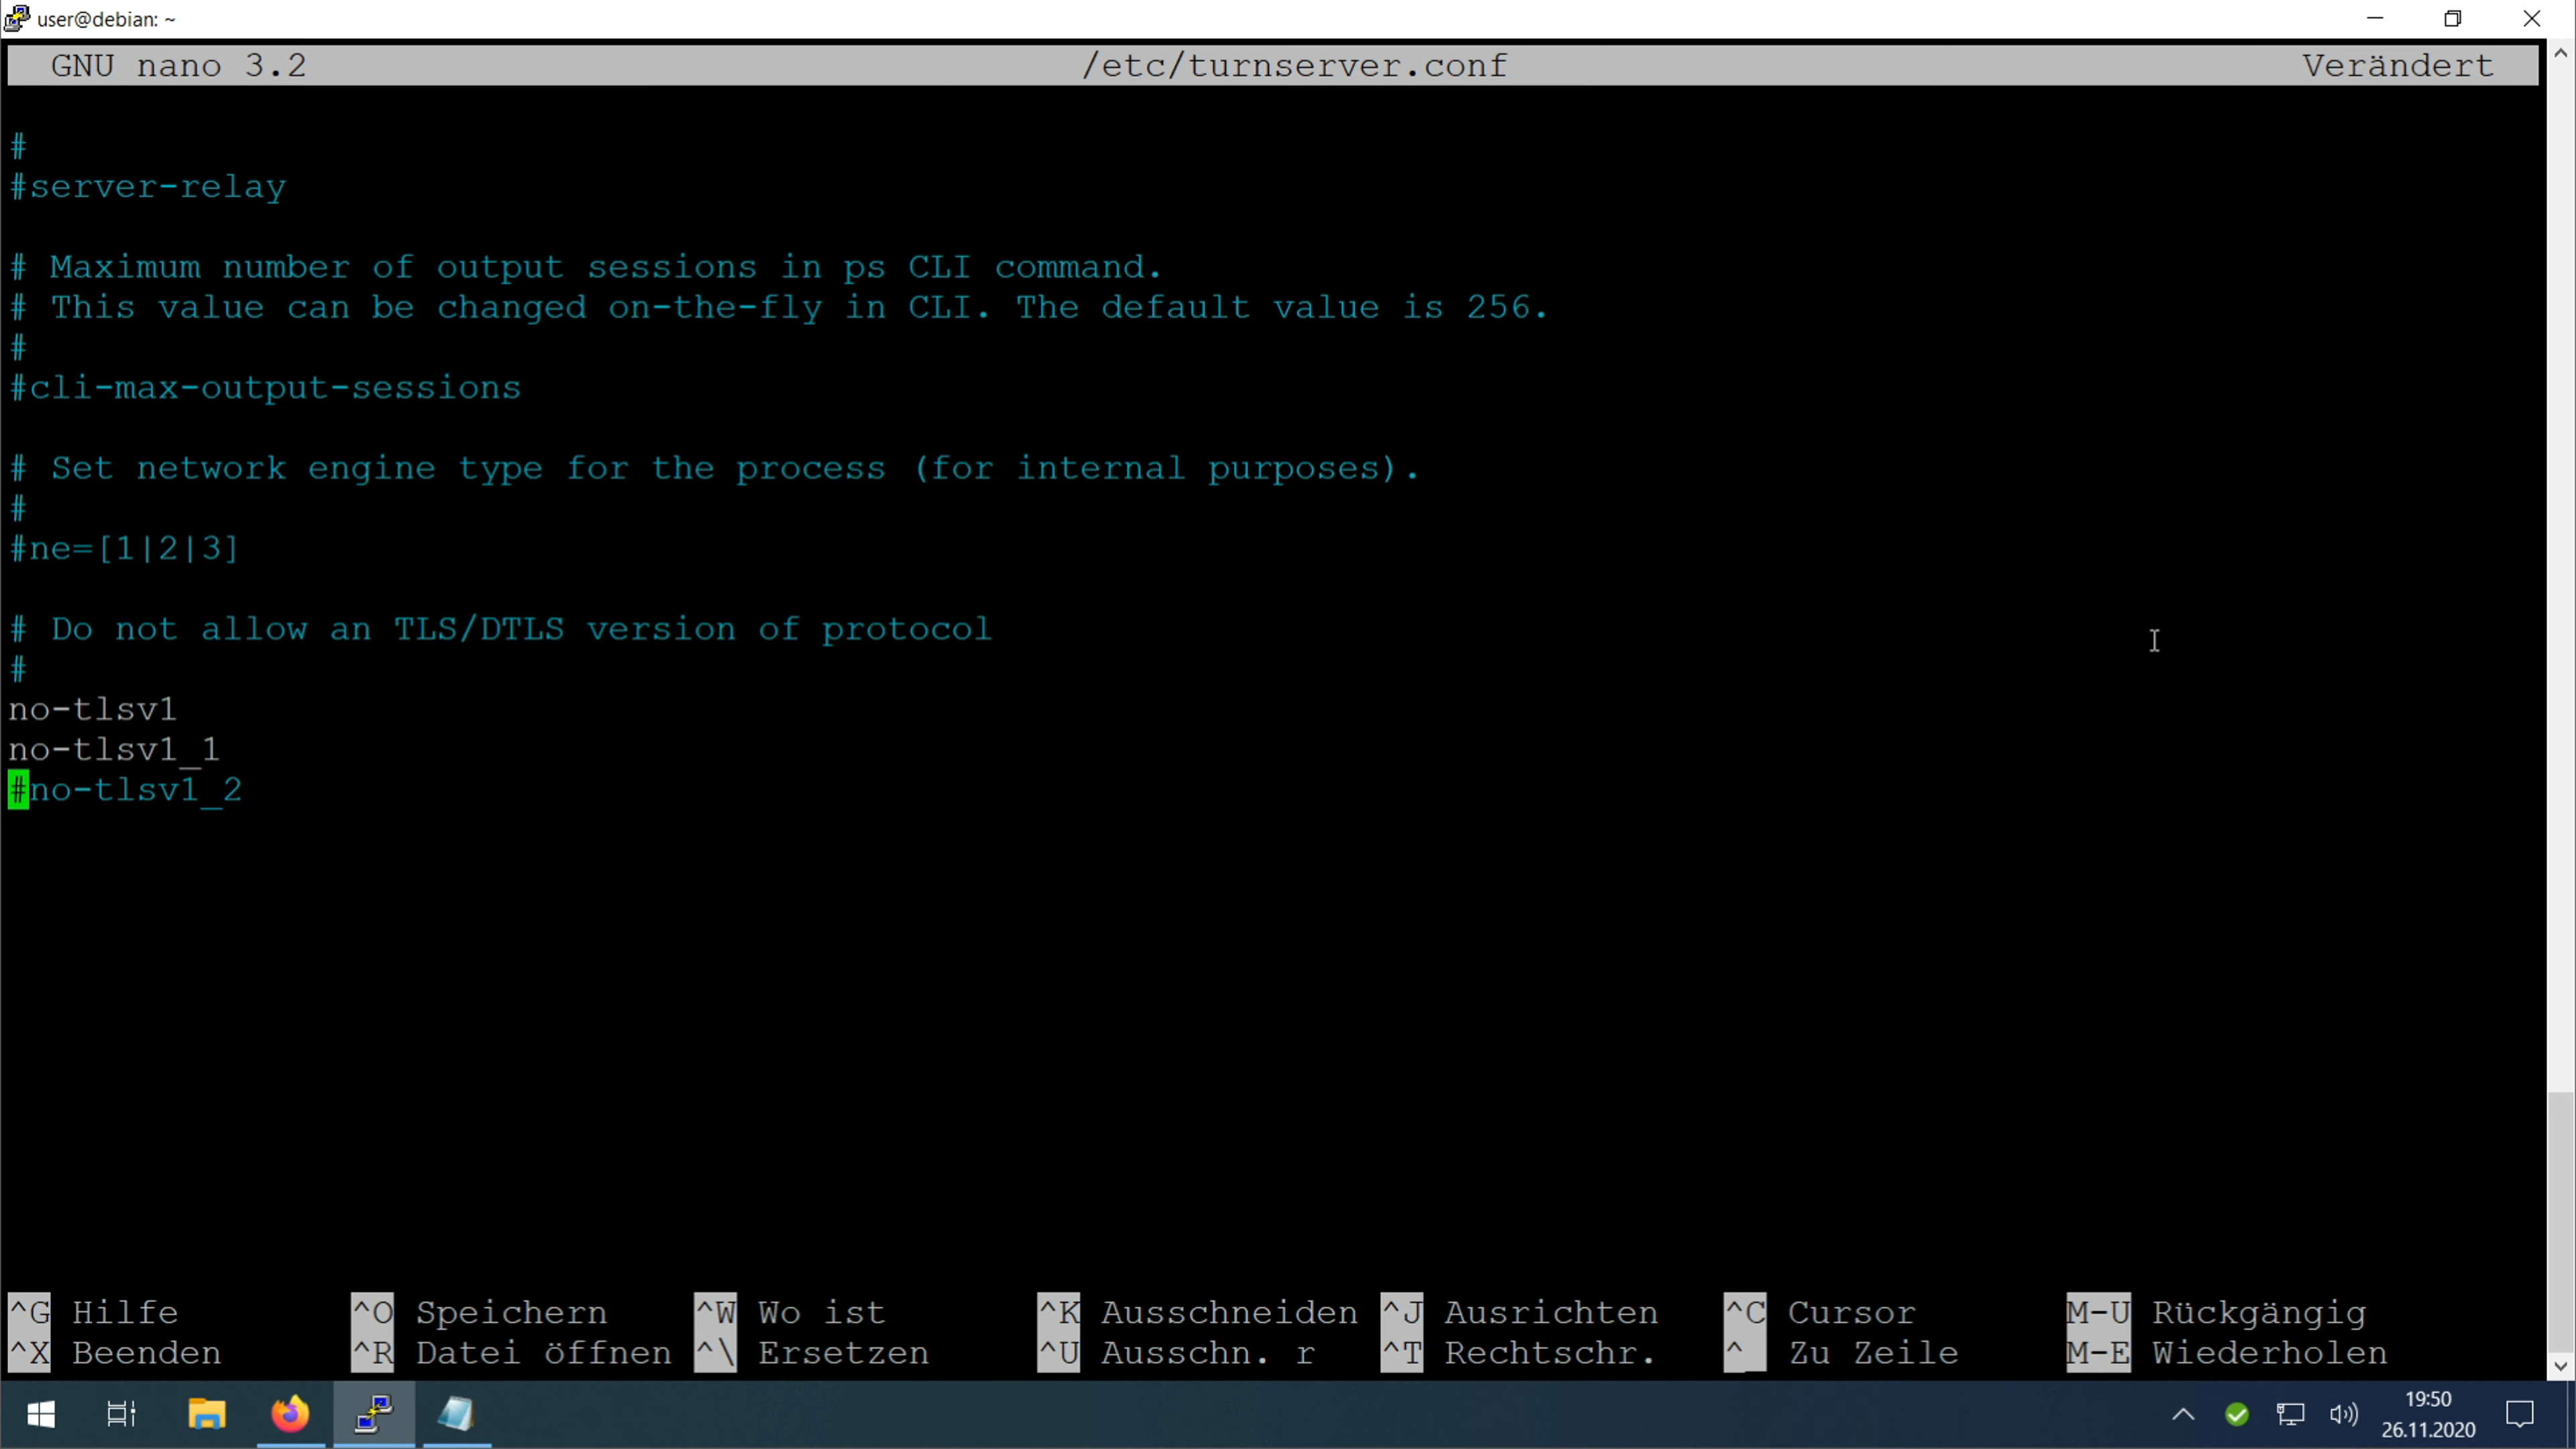 user@debian: ~
GNU nano 3.2 /etc/turnserver.conf Verändert
#
#server-relay
# Maximum number of output sessions in ps CLI command.
# This value can be changed on-the-fly in CLI. The default value is 256.
#
#cli-max-output-sessions
# Set network engine type for the process (for internal purposes).
#
#ne=[1|2|3]
# Do not allow an TLS/DTLS version of protocol
#
no-tlsv1
no-tlsv1_1
#no-tlsv1_2
^G Hilfe ^O Speichern ^W Wo ist ^K Ausschneiden ^J Ausrichten ^C Cursor M-U Rückgängig
^X Beenden ^R Datei öffnen ^\ Ersetzen ^U Ausschn. r ^T Rechtschr. ^_ Zu Zeile M-E Wiederholen
19:50
26.11.2020